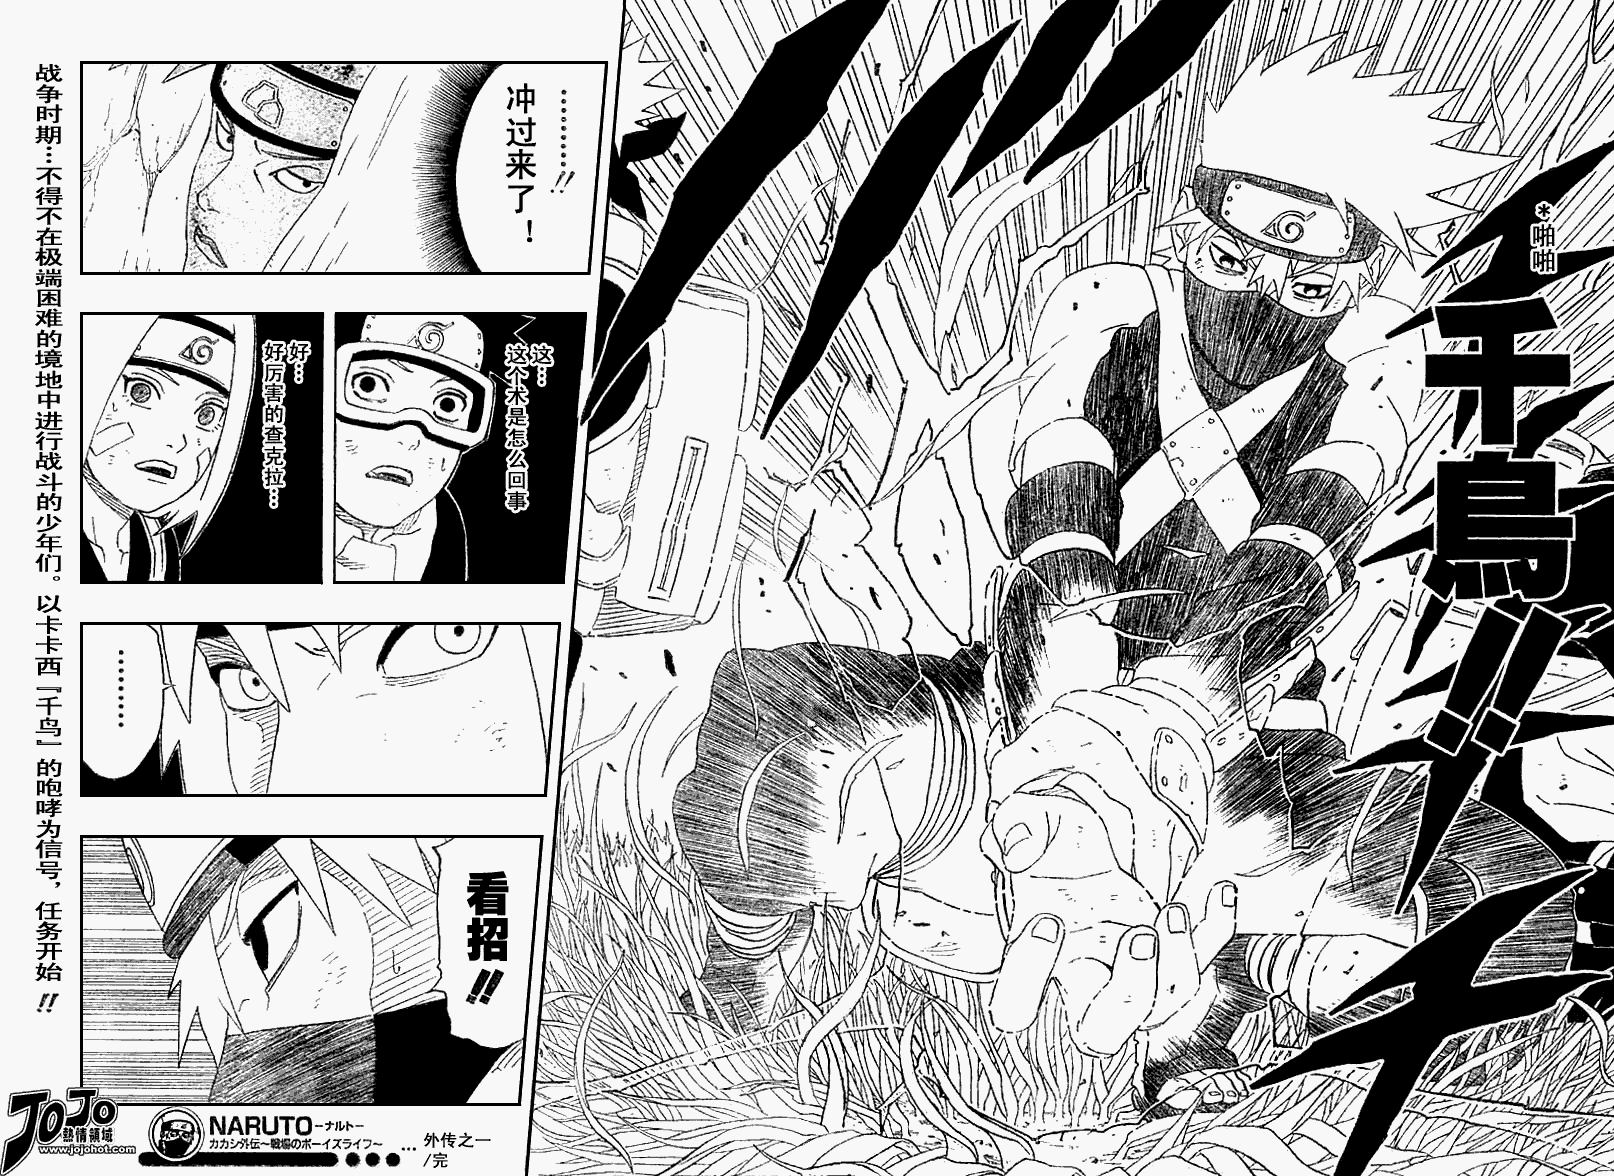 *啪啪
千鳥!!
………!!
冲过来了!
这…
这个术是怎么回事
好…
好厉害的查克拉…
………
看招!!
战争时期…不得不在极端困难的境地中进行战斗的少年们。以卡卡西『千鸟』的咆哮为信号，任务开始!!
JOJO
熱情領域
www.jojohot.com
NARUTO—ナルト—
カカシ外伝~戦場のボーイズライフ~
…
外传之一
/完